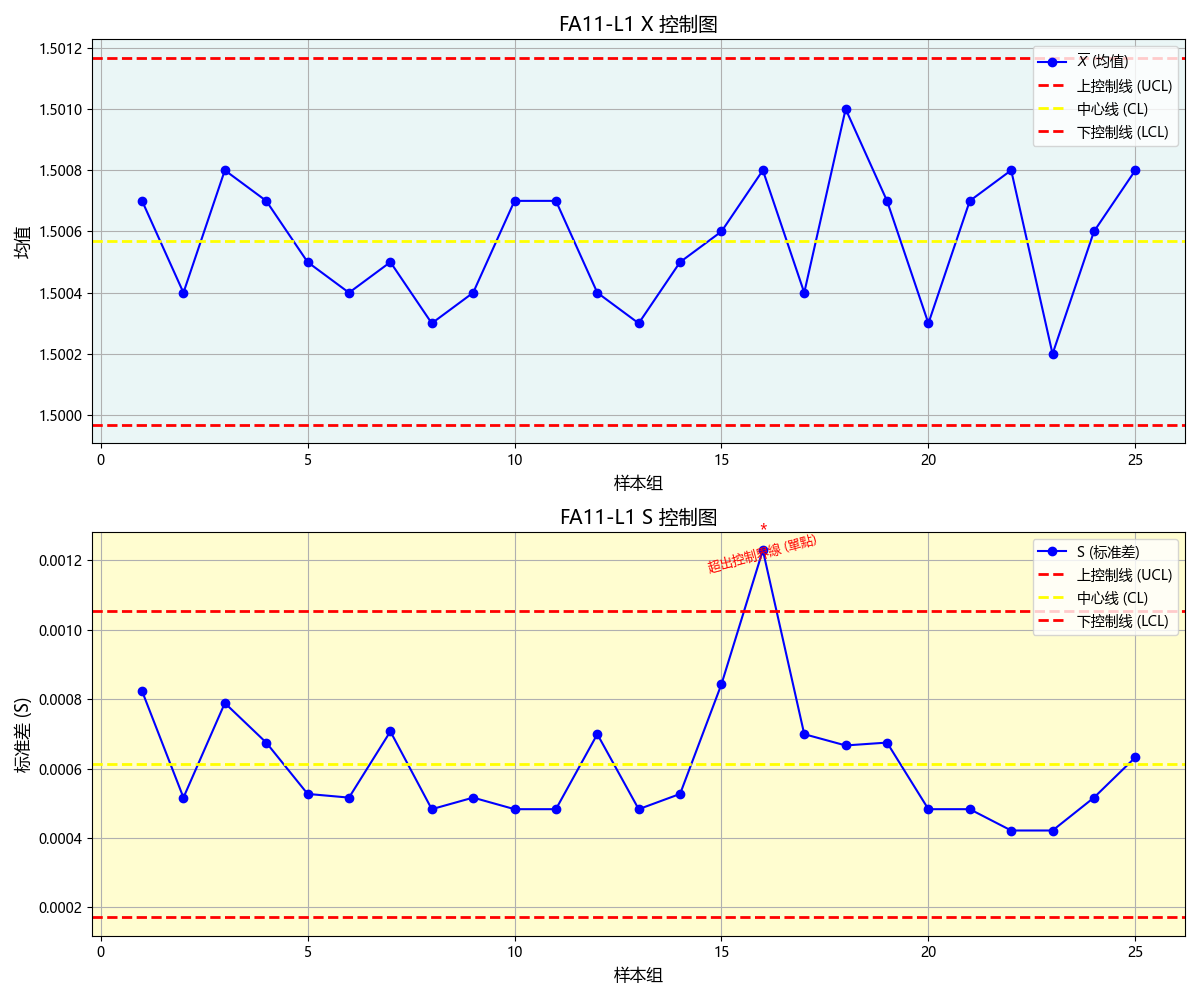 FA11-L1 X 控制图
均值
1.5012
1.5010
1.5008
1.5006
1.5004
1.5002
1.5000
X (均值)
上控制线 (UCL)
中心线 (CL)
下控制线 (LCL)
0 5 10 15 20 25
样本组
FA11-L1 S 控制图
标准差 (S)
0.0012
0.0010
0.0008
0.0006
0.0004
0.0002
*
超出控制界線 (單點)
S (标准差)
上控制线 (UCL)
中心线 (CL)
下控制线 (LCL)
0 5 10 15 20 25
样本组